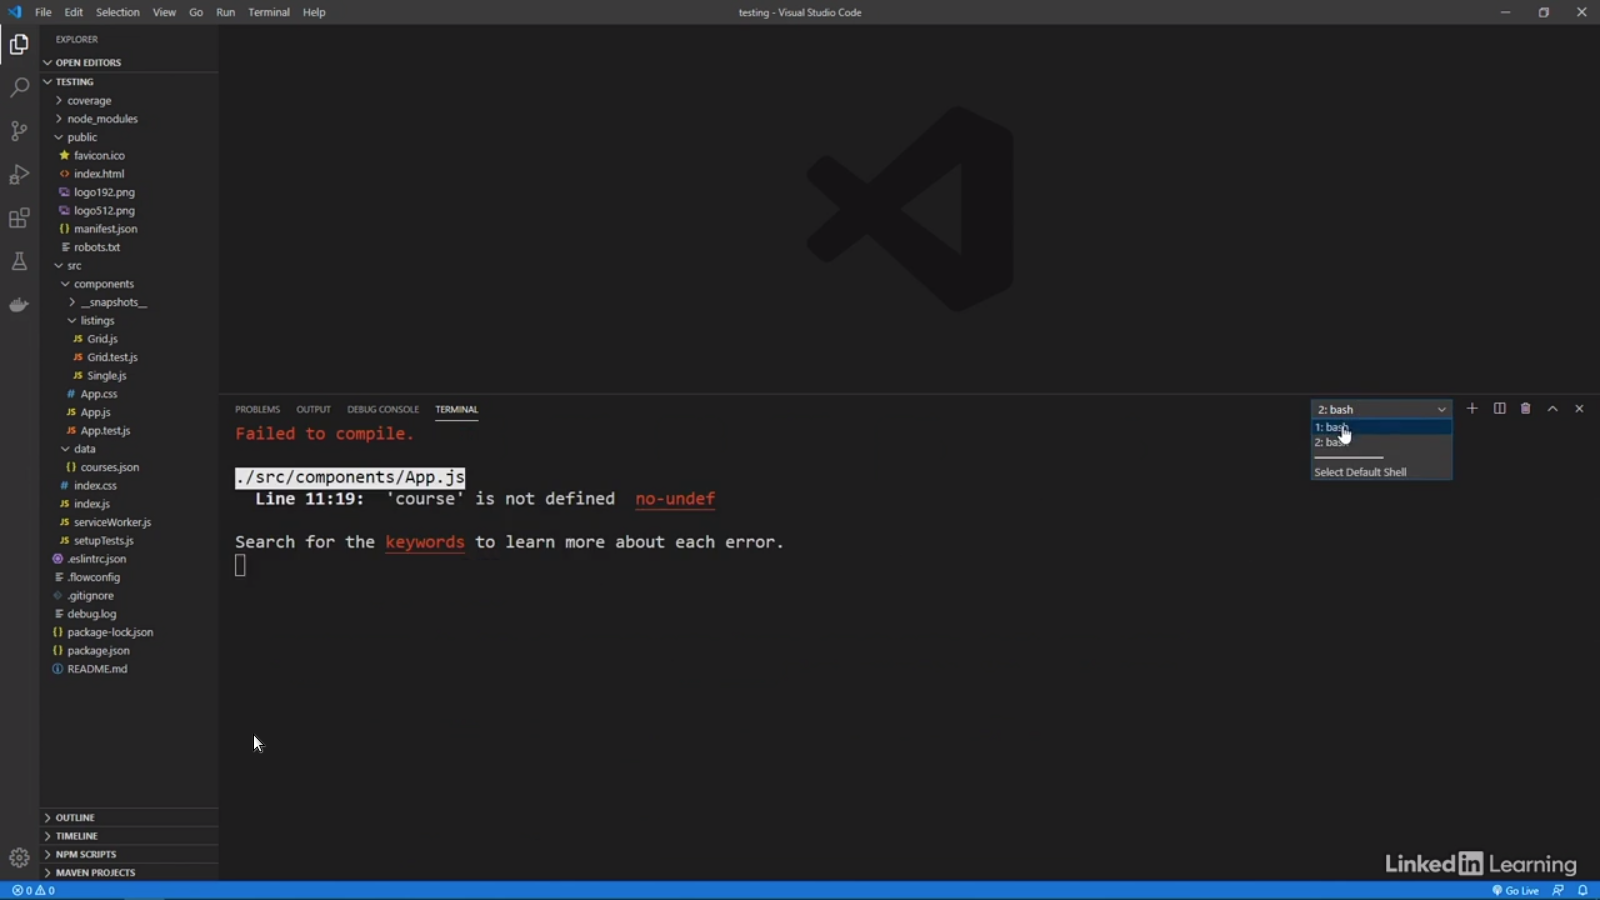 File Edit Selection View Go Run Terminal Help
testing - Visual Studio Code
EXPLORER
OPEN EDITORS
TESTING
coverage
node_modules
public
favicon.ico
index.html
logo192.png
logo512.png
manifest.json
robots.txt
src
components
__snapshots__
listings
Grid.js
Grid.test.js
Single.js
App.css
App.js
App.test.js
data
courses.json
index.css
index.js
serviceWorker.js
setupTests.js
.eslintrc.json
.flowconfig
.gitignore
debug.log
package-lock.json
package.json
README.md
OUTLINE
TIMELINE
NPM SCRIPTS
MAVEN PROJECTS
PROBLEMS OUTPUT DEBUG CONSOLE TERMINAL
2: bash
1: bash
2: bash
Select Default Shell
Failed to compile.
./src/components/App.js
Line 11:19: 'course' is not defined no-undef
Search for the keywords to learn more about each error.
LinkedIn Learning
0 0
Go Live